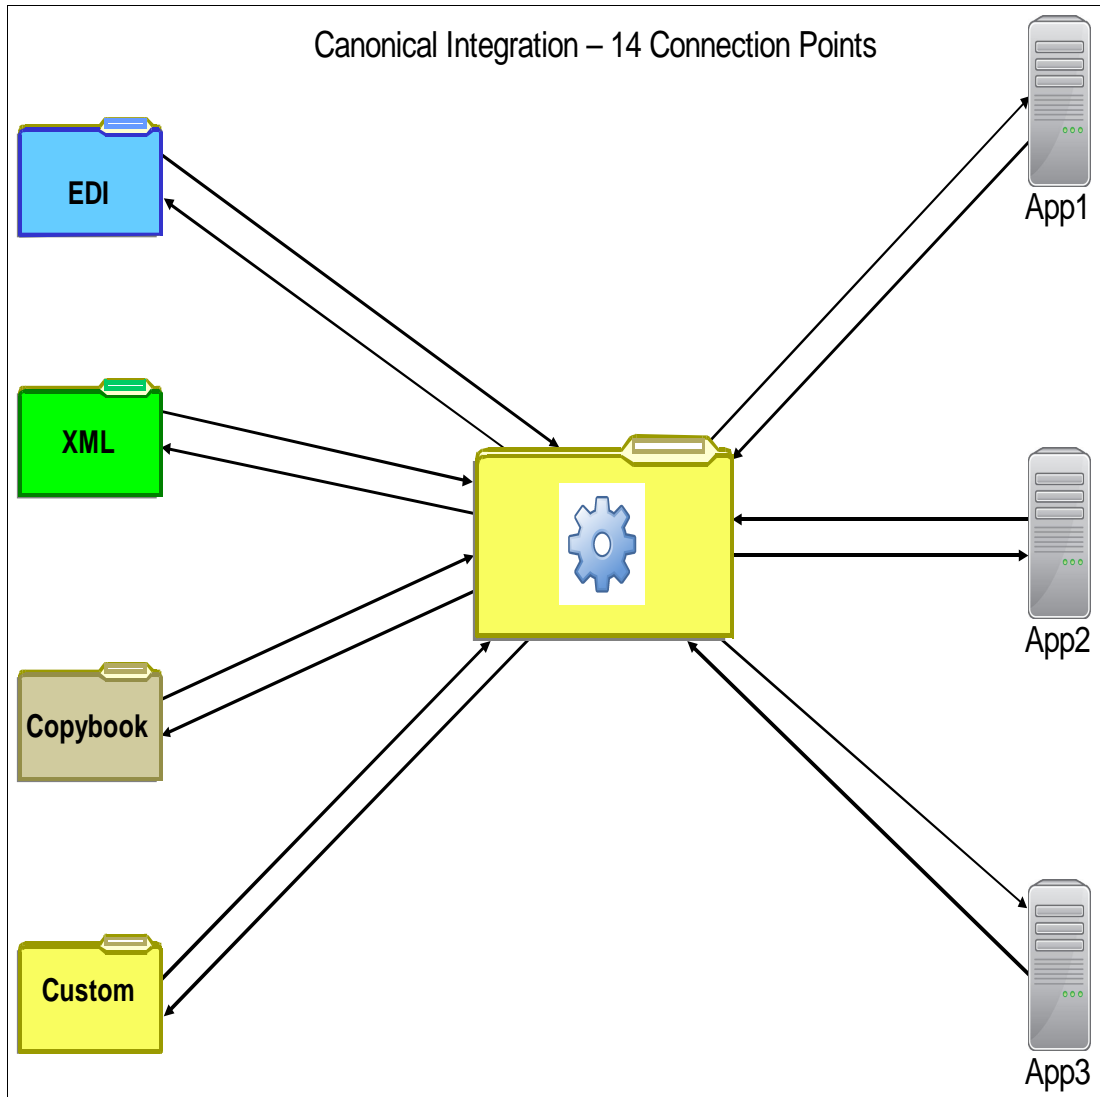 Canonical Integration – 14 Connection Points
EDI
XML
Copybook
Custom
App1
App2
App3